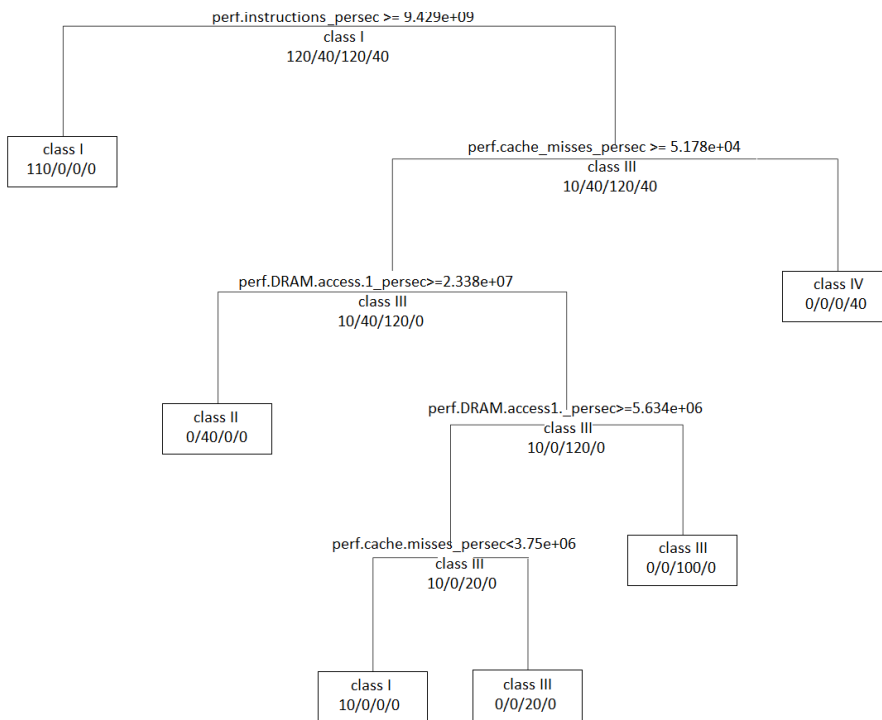 perf.instructions_persec >= 9.429e+09
class I
120/40/120/40
class I
110/0/0/0
perf.cache_misses_persec >= 5.178e+04
class III
10/40/120/40
perf.DRAM.access.1_persec>=2.338e+07
class III
10/40/120/0
class IV
0/0/0/40
class II
0/40/0/0
perf.DRAM.access1._persec>=5.634e+06
class III
10/0/120/0
perf.cache.misses_persec<3.75e+06
class III
10/0/20/0
class III
0/0/100/0
class I
10/0/0/0
class III
0/0/20/0